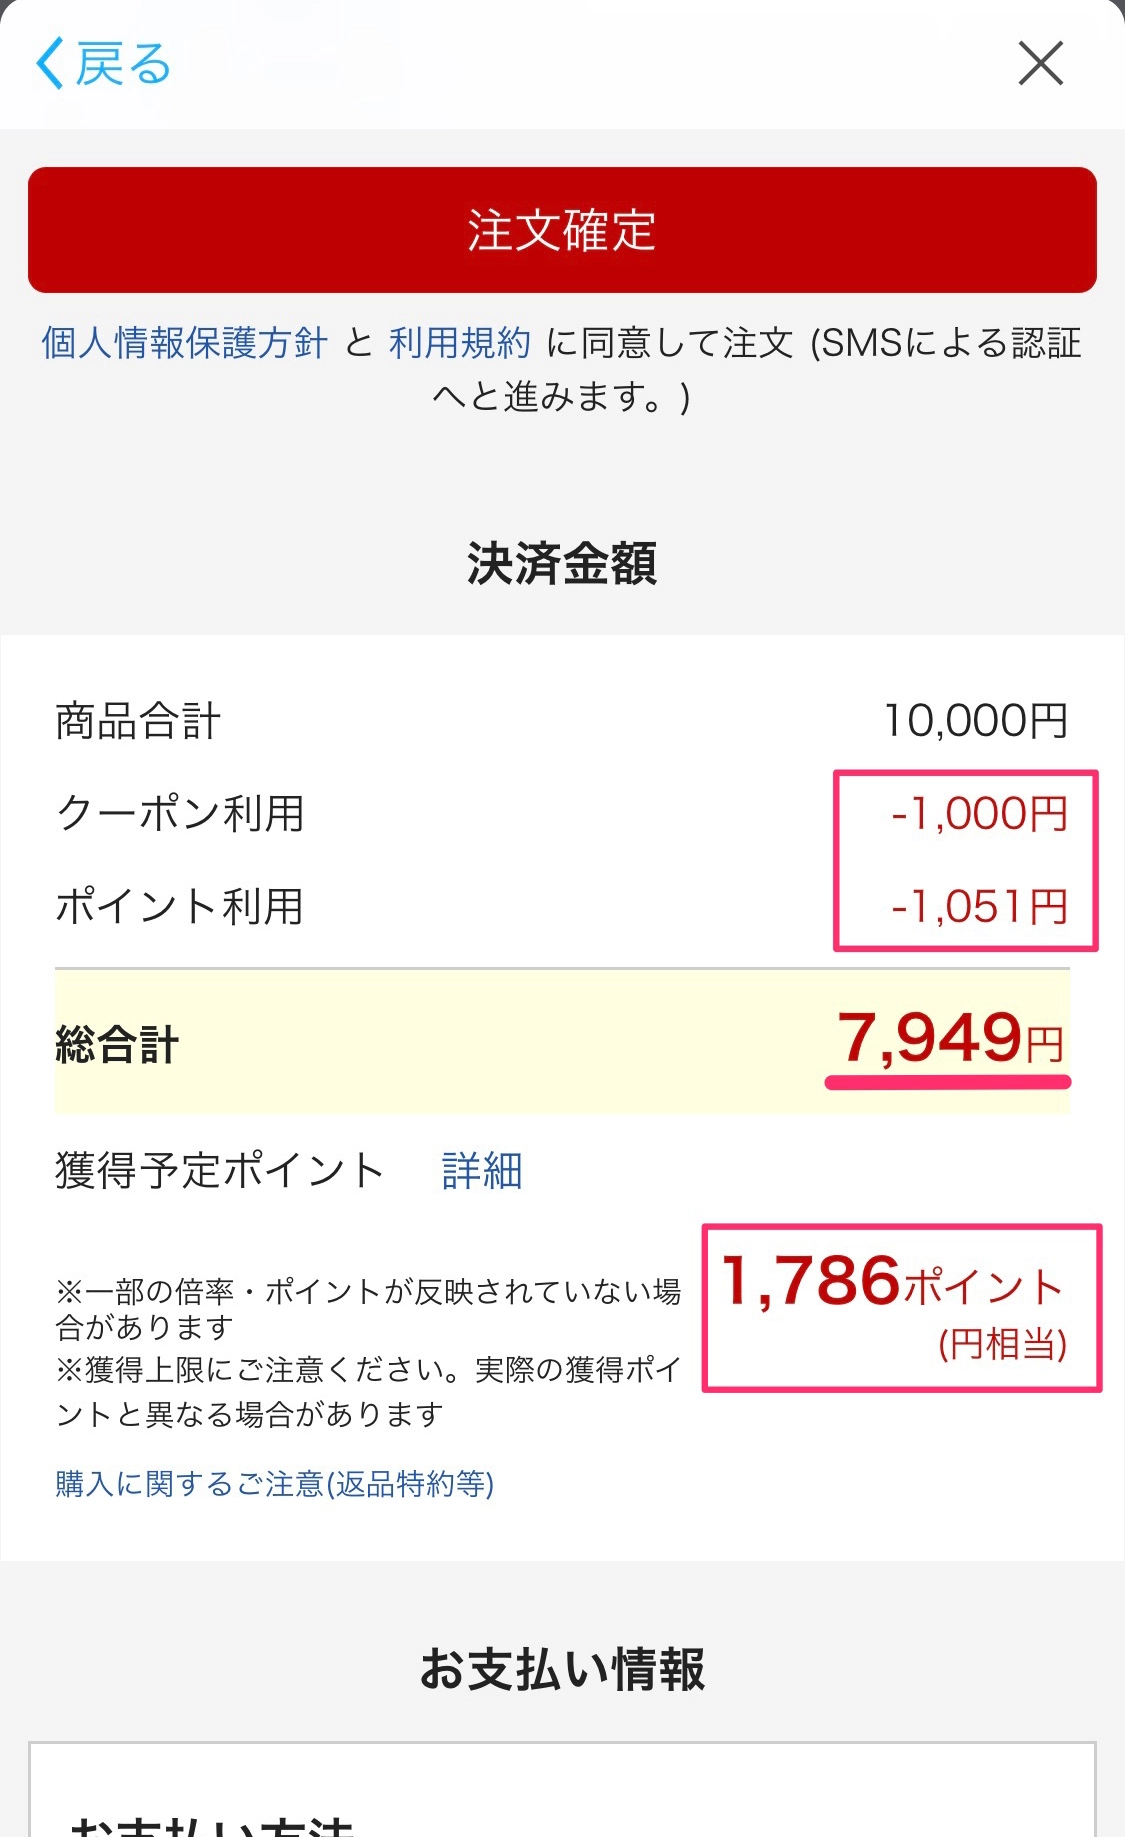 戻る
注文確定
個人情報保護方針 と 利用規約 に同意して注文 (SMSによる認証
へと進みます。)
決済金額
商品合計 10,000円
クーポン利用 -1,000円
ポイント利用 -1,051円
総合計 7,949円
獲得予定ポイント 詳細
1,786ポイント
(円相当)
※一部の倍率・ポイントが反映されていない場
合があります
※獲得上限にご注意ください。実際の獲得ポイ
ントと異なる場合があります
購入に関するご注意(返品特約等)
お支払い情報
お支払い方法